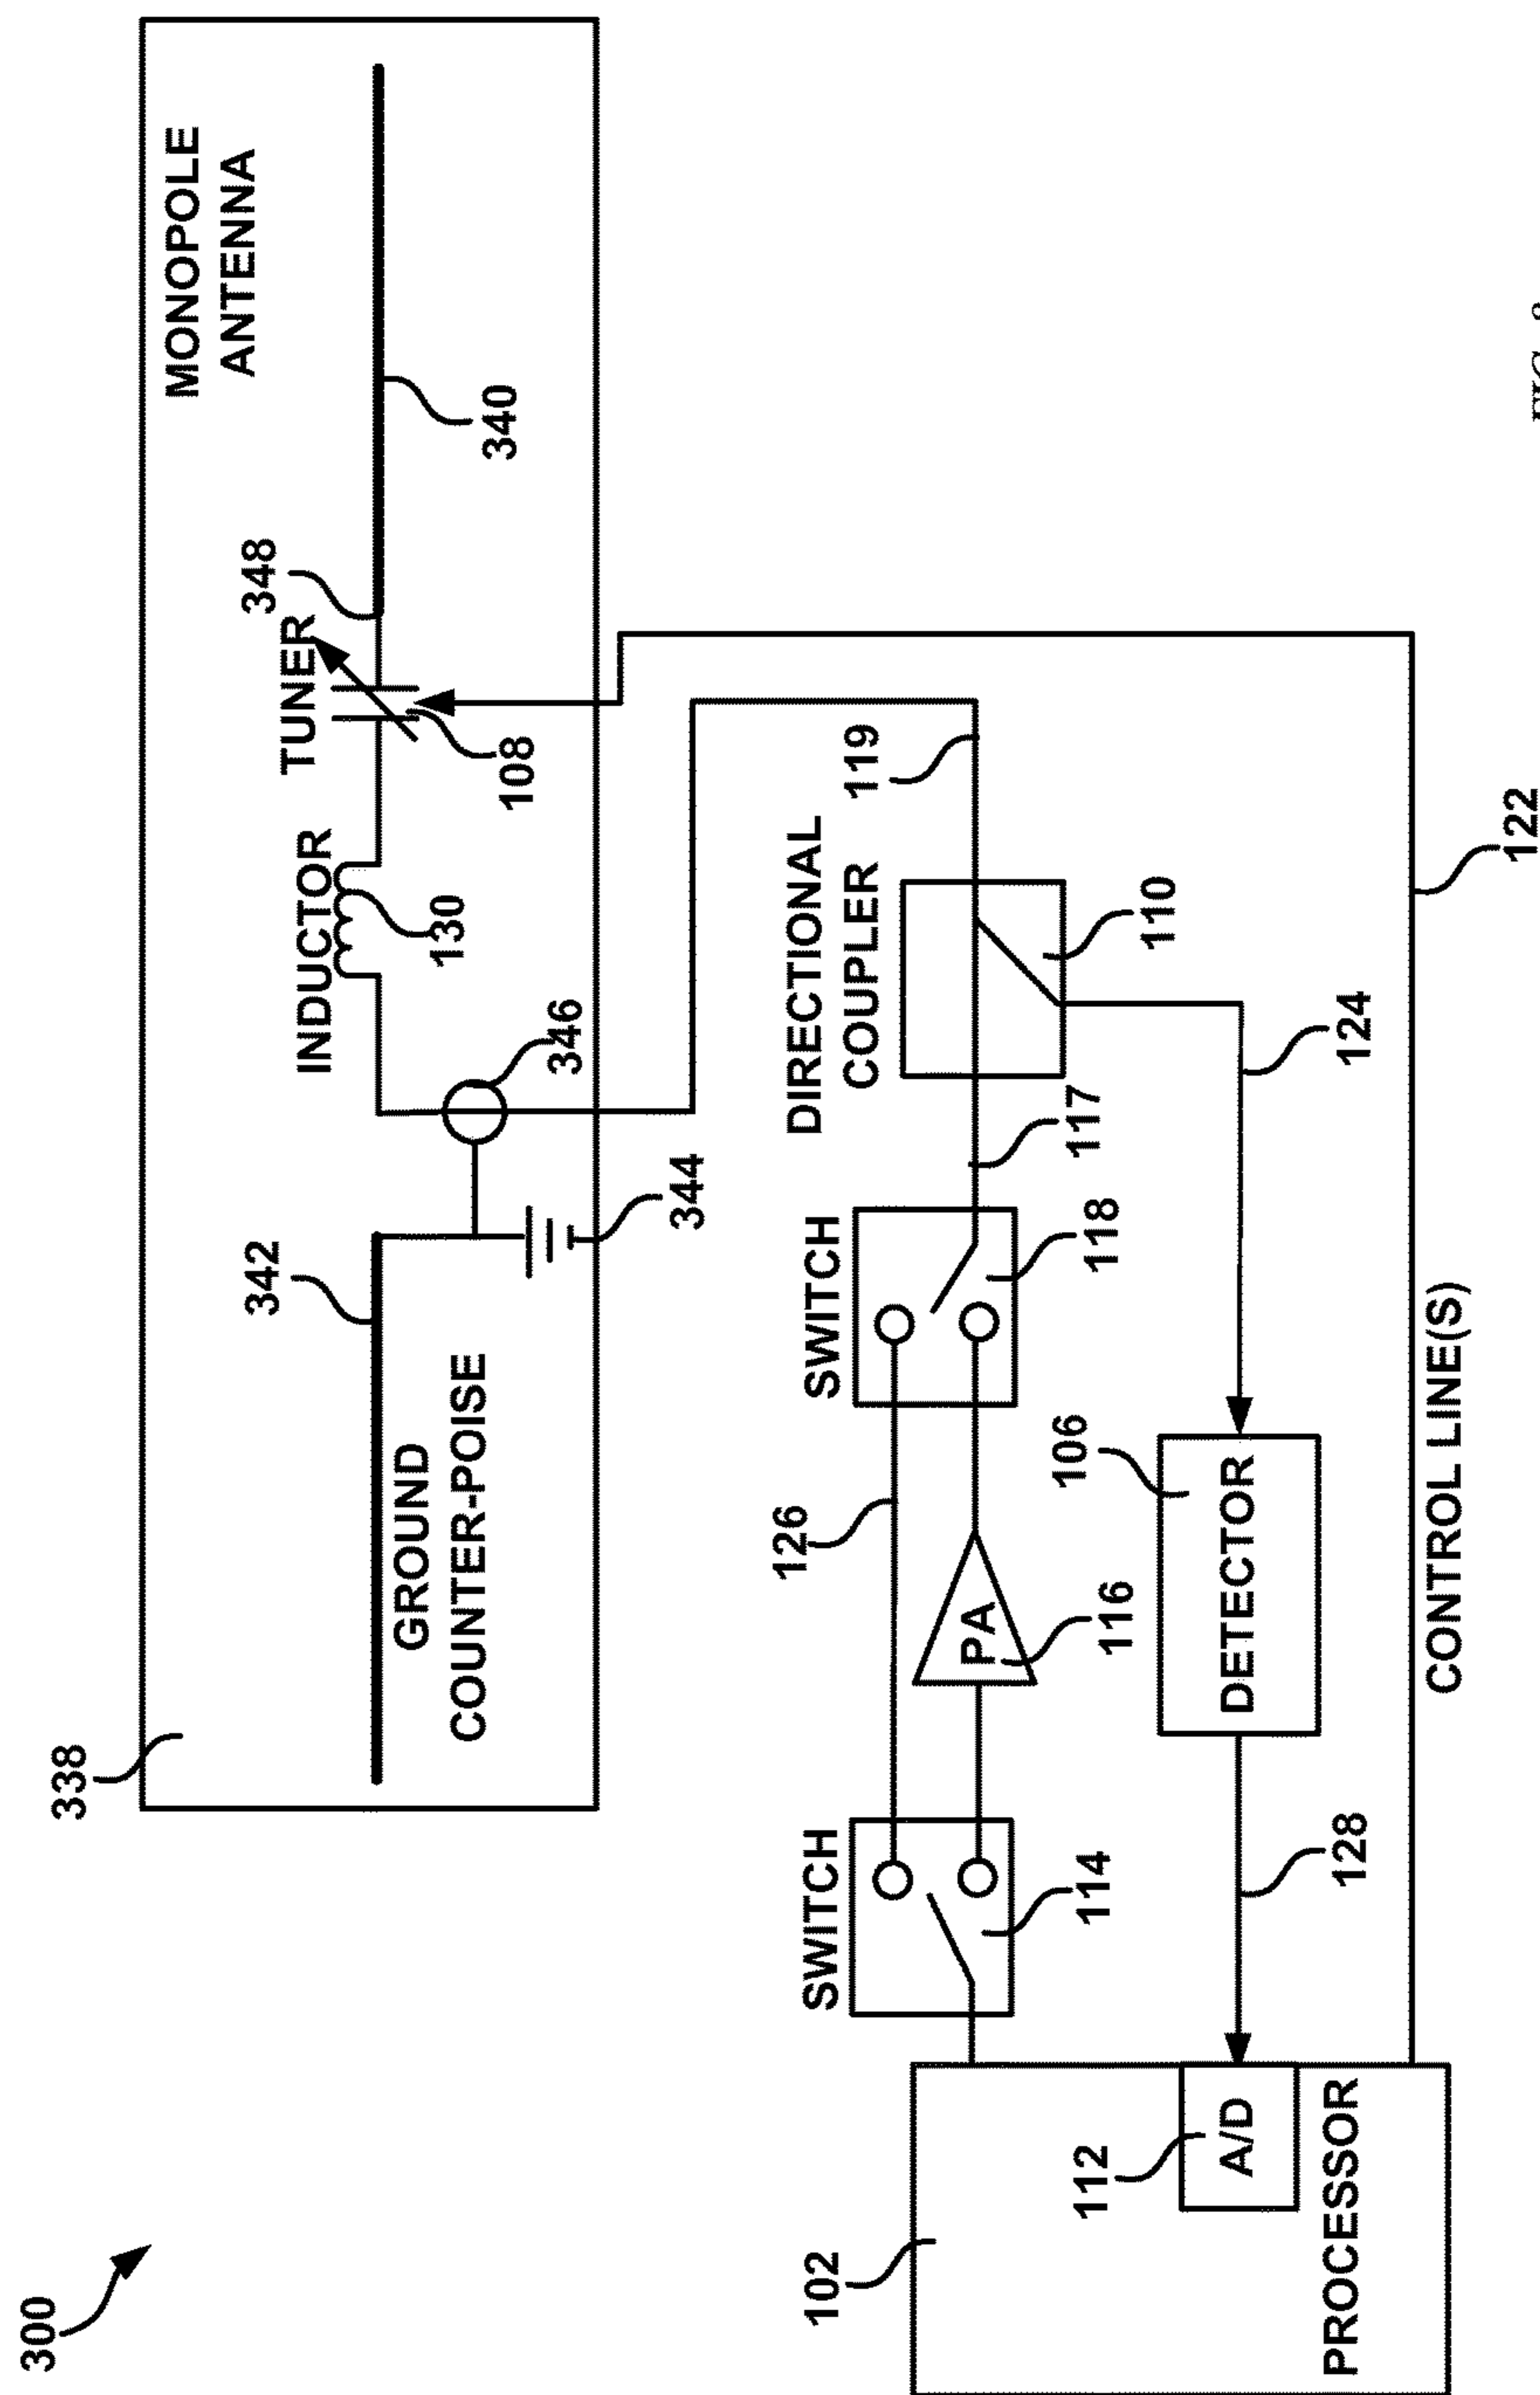 300
338
MONOPOLE
ANTENNA
342
348
TUNER
INDUCTOR
GROUND
COUNTER-POISE
130
108
340
346
344
SWITCH
SWITCH
DIRECTIONAL
COUPLER
126
119
102
114
PA
116
118
117
110
112
A/D
128
DETECTOR
106
124
PROCESSOR
CONTROL LINE(S)
122